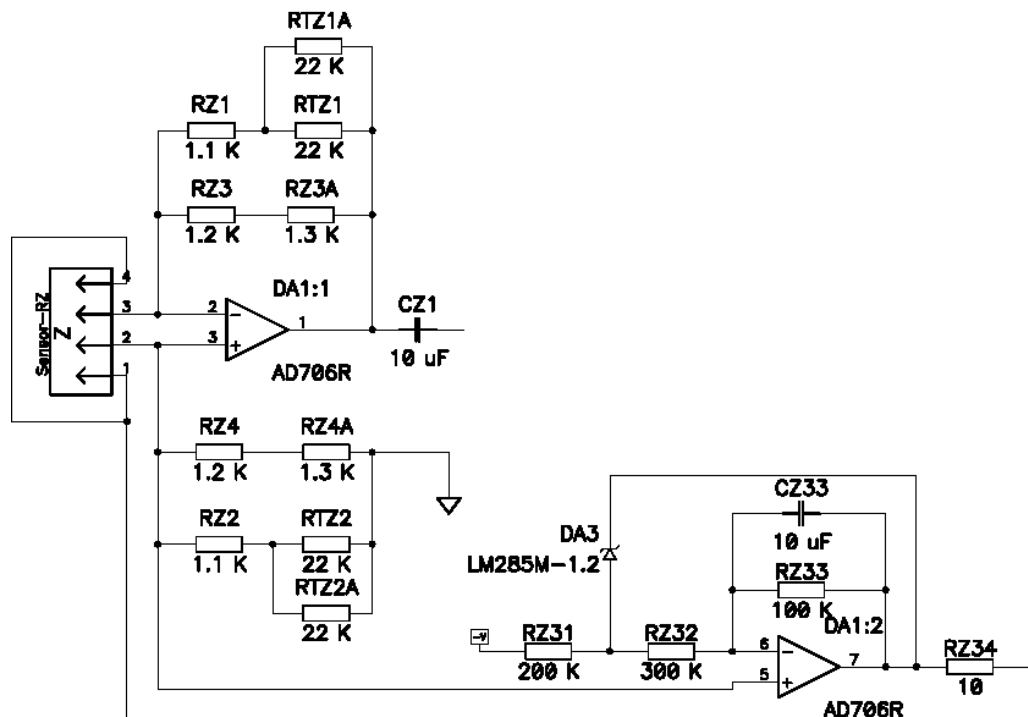 RTZ1A
22 K
RZ1
RTZ1
1.1 K
22 K
RZ3
RZ3A
1.2 K
1.3 K
Sensor-RZ
Z
4
3
2
1
DA1:1
2
3
1
AD706R
CZ1
10 uF
RZ4
RZ4A
1.2 K
1.3 K
RZ2
RTZ2
1.1 K
22 K
RTZ2A
22 K
DA3
LM285M-1.2
CZ33
10 uF
RZ33
100 K
DA1:2
-V
RZ31
200 K
RZ32
300 K
6
5
7
AD706R
RZ34
10